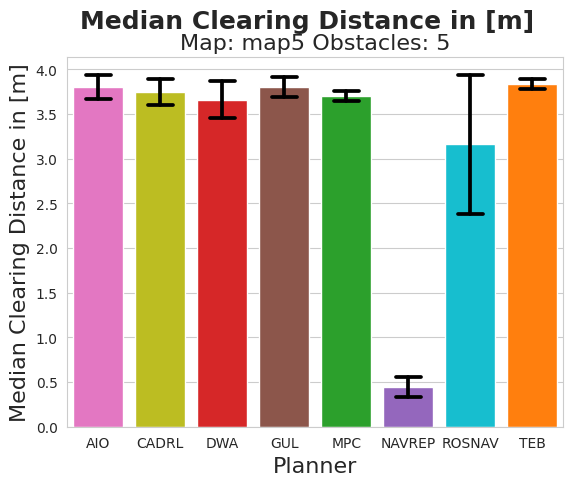 Median Clearing Distance in [m]
Map: map5 Obstacles: 5
Median Clearing Distance in [m]
4.0
3.5
3.0
2.5
2.0
1.5
1.0
0.5
0.0
AIO CADRL DWA GUL MPC NAVREP ROSNAV TEB
Planner